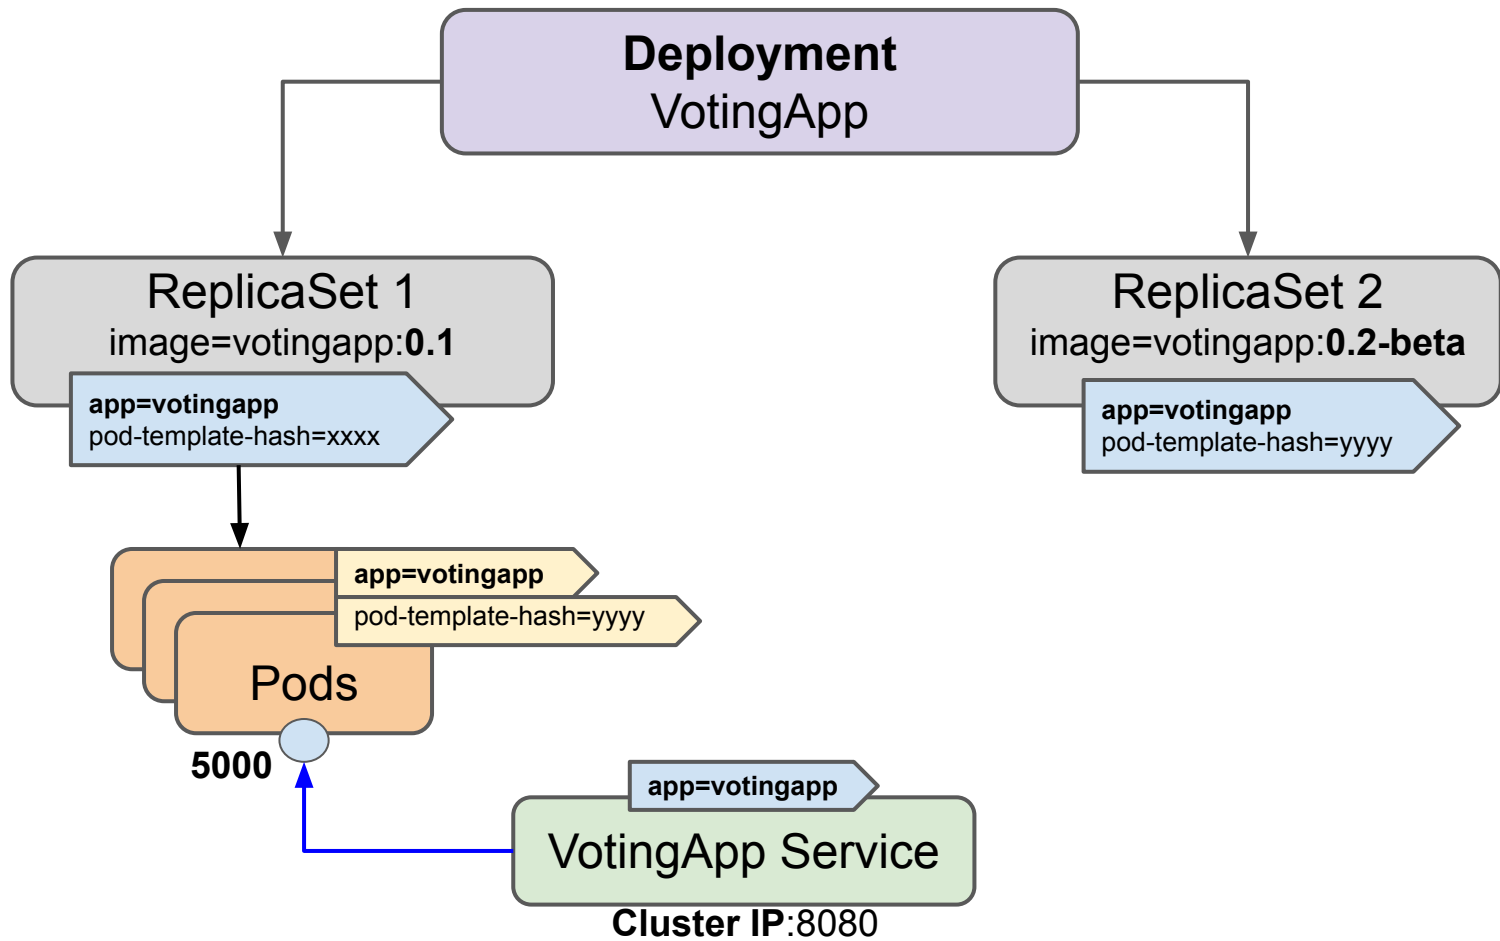 Deployment
VotingApp
ReplicaSet 1
image=votingapp:0.1
app=votingapp
pod-template-hash=xxxx
ReplicaSet 2
image=votingapp:0.2-beta
app=votingapp
pod-template-hash=yyyy
app=votingapp
pod-template-hash=yyyy
Pods
5000
app=votingapp
VotingApp Service
Cluster IP:8080